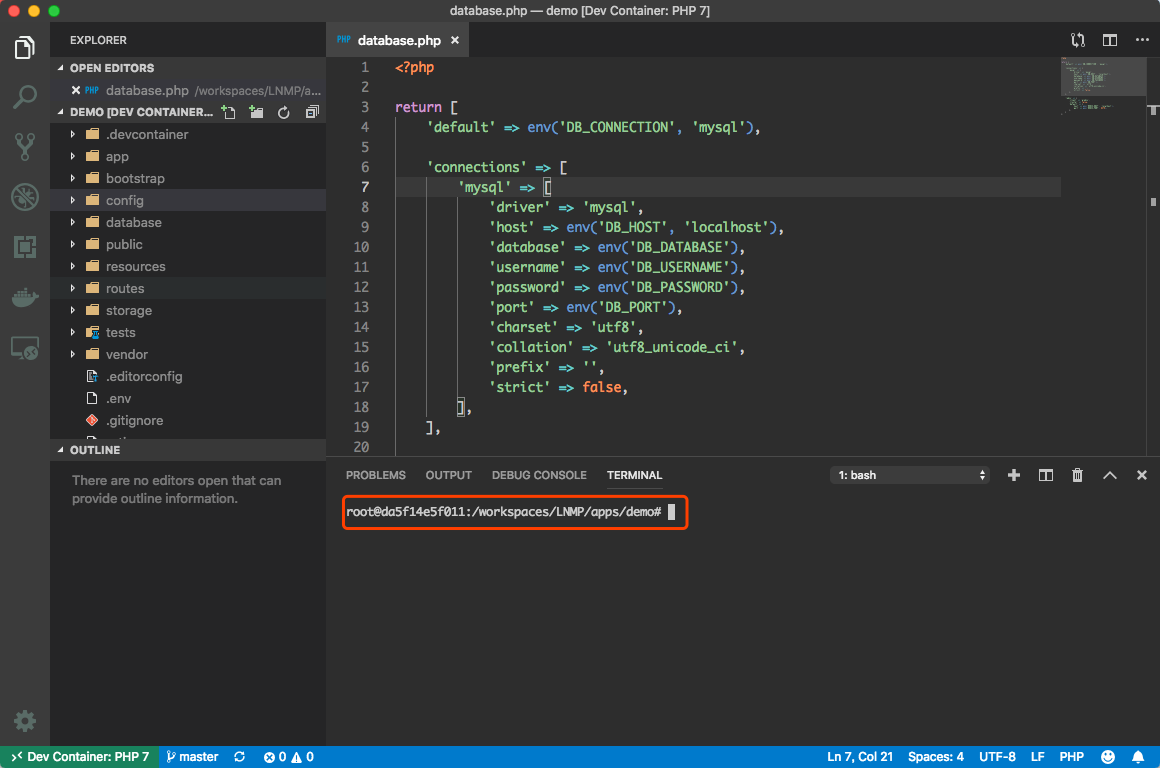 database.php — demo [Dev Container: PHP 7]
EXPLORER
OPEN EDITORS
PHP database.php /workspaces/LNMP/a...
DEMO [DEV CONTAINER...
.devcontainer
app
bootstrap
config
database
public
resources
routes
storage
tests
vendor
.editorconfig
.env
.gitignore
OUTLINE
There are no editors open that can
provide outline information.
PHP database.php
1 <?php
2
3 return [
4 'default' => env('DB_CONNECTION', 'mysql'),
5
6 'connections' => [
7 'mysql' => [
8 'driver' => 'mysql',
9 'host' => env('DB_HOST', 'localhost'),
10 'database' => env('DB_DATABASE'),
11 'username' => env('DB_USERNAME'),
12 'password' => env('DB_PASSWORD'),
13 'port' => env('DB_PORT'),
14 'charset' => 'utf8',
15 'collation' => 'utf8_unicode_ci',
16 'prefix' => '',
17 'strict' => false,
18 ],
19 ],
20
PROBLEMS OUTPUT DEBUG CONSOLE TERMINAL 1: bash
root@da5f14e5f011:/workspaces/LNMP/apps/demo#
Dev Container: PHP 7 master 0 0 Ln 7, Col 21 Spaces: 4 UTF-8 LF PHP